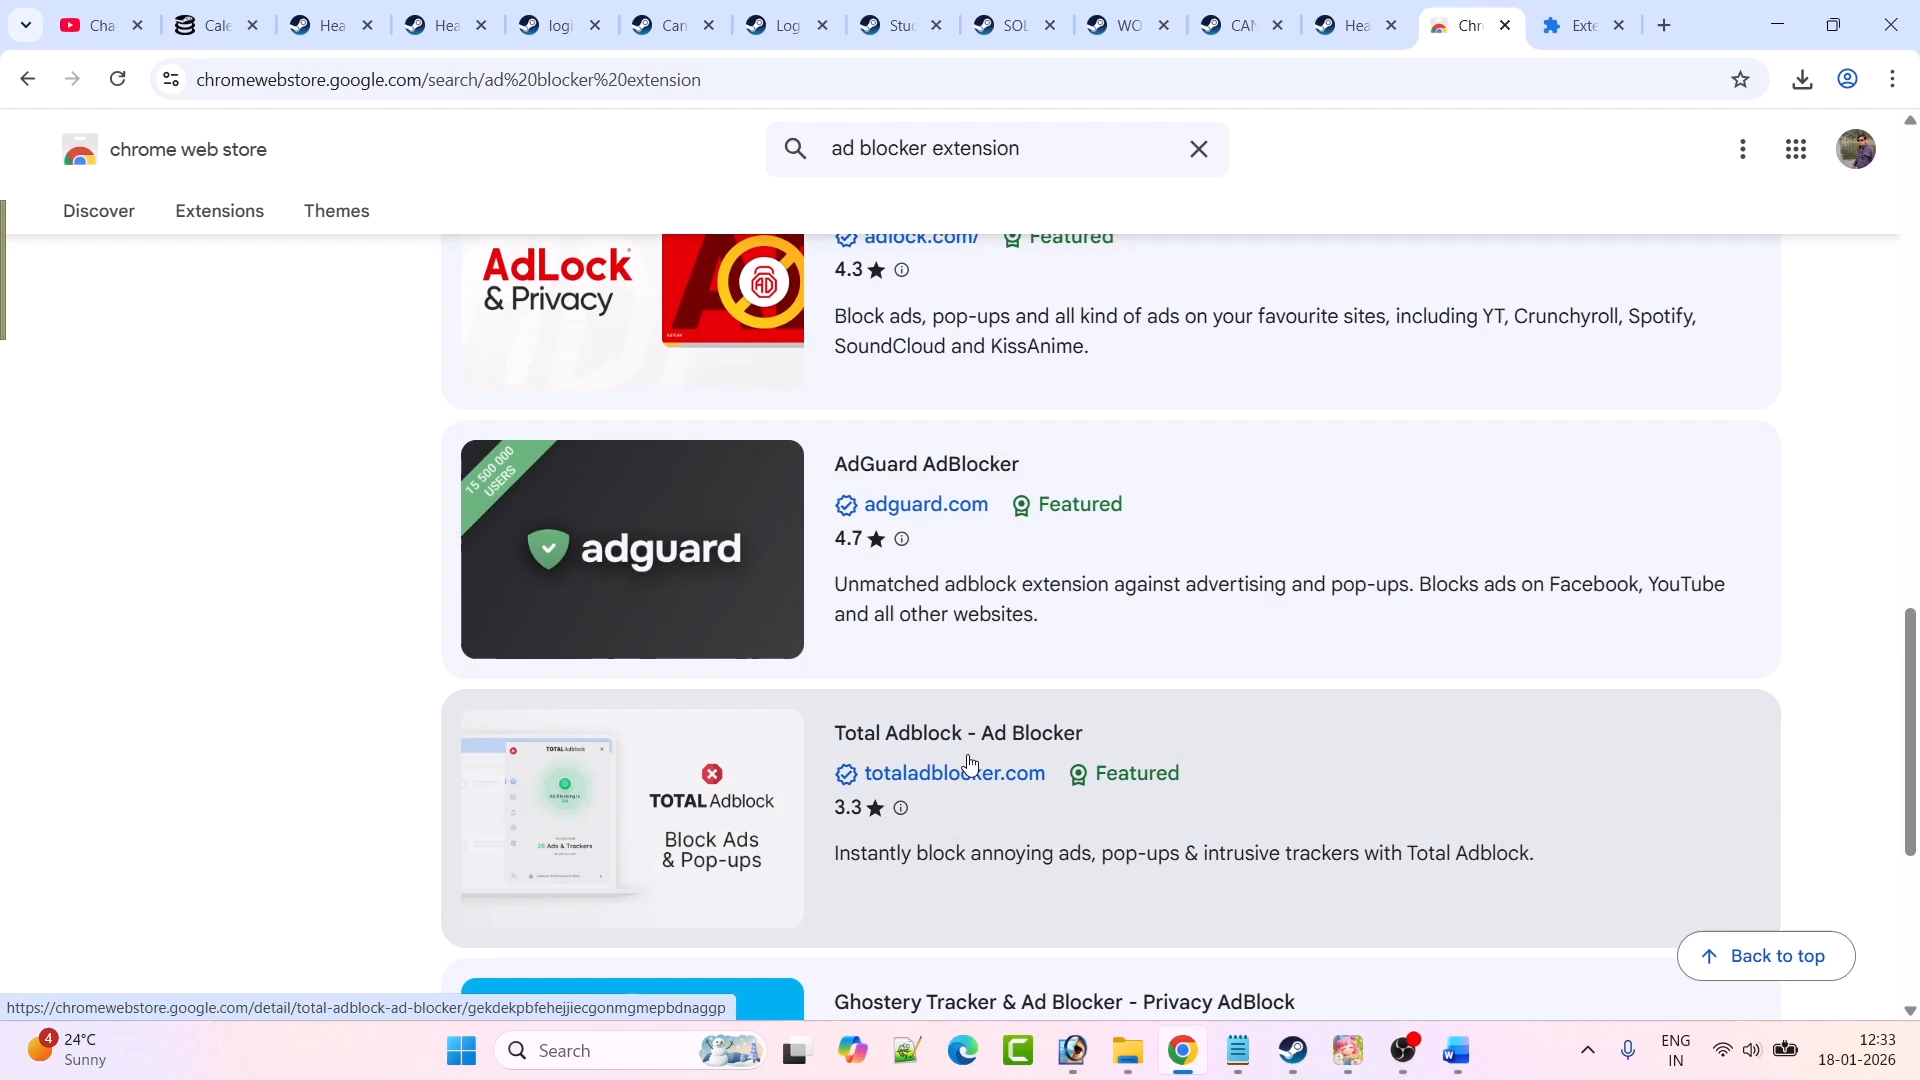 Cha
Cale
Hea
Hea
logi
Can
Log
Stuc
SOL
WO
CAN
Hea
Chr
Exte
chromewebstore.google.com/search/ad%20blocker%20extension
chrome web store
ad blocker extension
Discover
Extensions
Themes
adlock.com/
Featured
4.3
AdLock
& Privacy
Block ads, pop-ups and all kind of ads on your favourite sites, including YT, Crunchyroll, Spotify,
SoundCloud and KissAnime.
15 500 000
USERS
adguard
AdGuard AdBlocker
adguard.com
Featured
4.7
Unmatched adblock extension against advertising and pop-ups. Blocks ads on Facebook, YouTube
and all other websites.
TOTAL Adblock
TOTAL Adblock
Block Ads
& Pop-ups
Total Adblock - Ad Blocker
totaladblocker.com
Featured
3.3
Instantly block annoying ads, pop-ups & intrusive trackers with Total Adblock.
Back to top
Ghostery Tracker & Ad Blocker - Privacy AdBlock
https://chromewebstore.google.com/detail/total-adblock-ad-blocker/gekdekpbfehejjiecgonmgmepbdnaggp
4
24°C
Sunny
Search
ENG
IN
12:33
18-01-2026